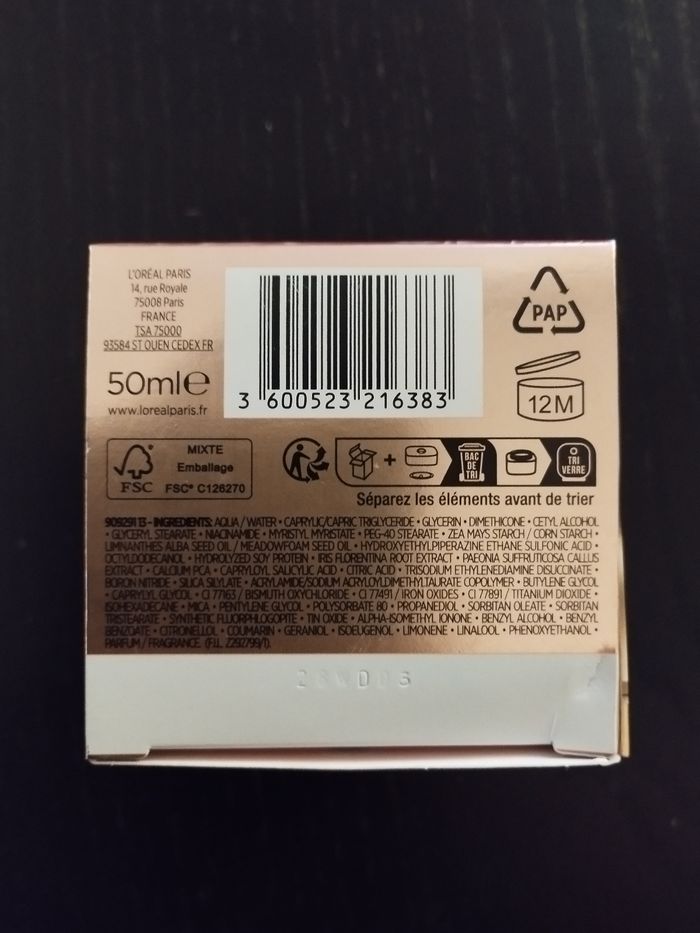 L'ORÉAL PARIS
14, rue Royale
75008 Paris
FRANCE
TSA 75000
93584 ST OUEN CEDEX FR
50ml℮
www.lorealparis.fr
3 600523 216383
PAP
12M
MIXTE
Emballage
FSC
FSC® C126270
+
BAC
DE
TRI
TRI
VERRE
Séparez les éléments avant de trier
909291 13 - INGREDIENTS: AQUA / WATER • CAPRYLIC/CAPRIC TRIGLYCERIDE • GLYCERIN • DIMETHICONE • CETYL ALCOHOL
• GLYCERYL STEARATE • NIACINAMIDE • MYRISTYL MYRISTATE • PEG-40 STEARATE • ZEA MAYS STARCH / CORN STARCH •
LIMNANTHES ALBA SEED OIL / MEADOWFOAM SEED OIL • HYDROXYETHYLPIPERAZINE ETHANE SULFONIC ACID •
OCTYLDODECANOL • HYDROLYZED SOY PROTEIN • IRIS FLORENTINA ROOT EXTRACT • PAEONIA SUFFRUTICOSA CALLUS
EXTRACT • CALCIUM PCA • CAPRYLOYL SALICYLIC ACID • CITRIC ACID • TRISODIUM ETHYLENEDIAMINE DISUCCINATE •
BORON NITRIDE • SILICA SILYLATE • ACRYLAMIDE/SODIUM ACRYLOYLDIMETHYLTAURATE COPOLYMER • BUTYLENE GLYCOL
• CAPRYLYL GLYCOL • CI 77163 / BISMUTH OXYCHLORIDE • CI 77491 / IRON OXIDES • CI 77891 / TITANIUM DIOXIDE •
ISOHEXADECANE • MICA • PENTYLENE GLYCOL • POLYSORBATE 80 • PROPANEDIOL • SORBITAN OLEATE • SORBITAN
TRISTEARATE • SYNTHETIC FLUORPHLOGOPITE • TIN OXIDE • ALPHA-ISOMETHYL IONONE • BENZYL ALCOHOL • BENZYL
BENZOATE • CITRONELLOL • COUMARIN • GERANIOL • ISOEUGENOL • LIMONENE • LINALOOL • PHENOXYETHANOL •
PARFUM / FRAGRANCE. (F.I.L. Z292799/1).